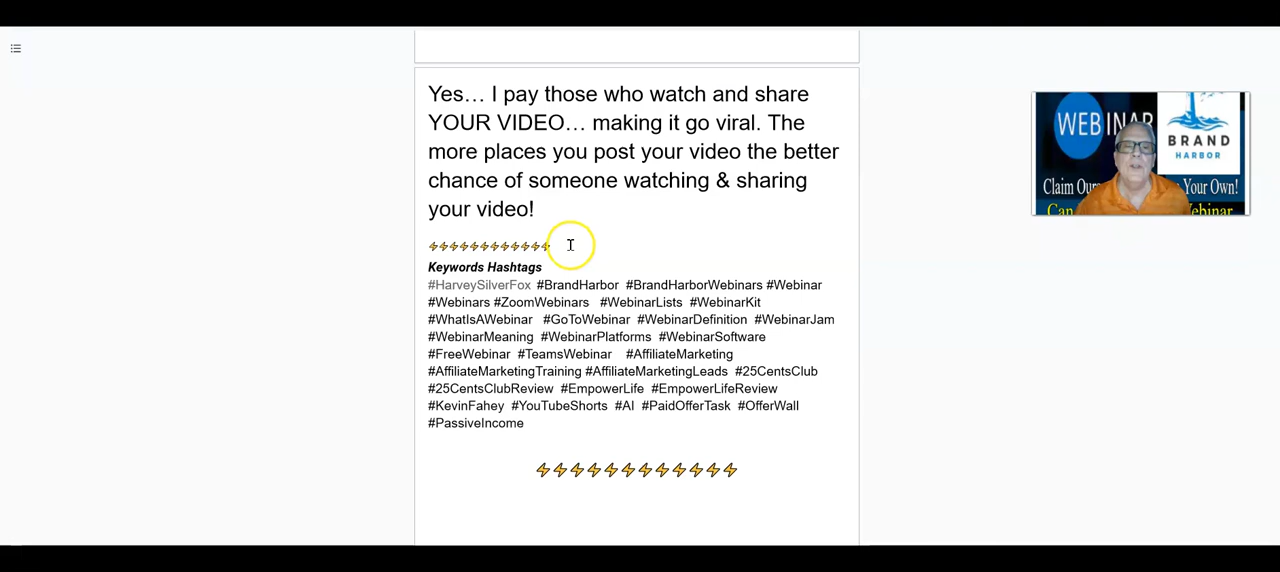 Yes… I pay those who watch and share
YOUR VIDEO… making it go viral. The
more places you post your video the better
chance of someone watching & sharing
your video!
⚡⚡⚡⚡⚡⚡⚡⚡⚡⚡⚡⚡
Keywords Hashtags
#HarveySilverFox #BrandHarbor #BrandHarborWebinars #Webinar
#Webinars #ZoomWebinars #WebinarLists #WebinarKit
#WhatIsAWebinar #GoToWebinar #WebinarDefinition #WebinarJam
#WebinarMeaning #WebinarPlatforms #WebinarSoftware
#FreeWebinar #TeamsWebinar #AffiliateMarketing
#AffiliateMarketingTraining #AffiliateMarketingLeads #25CentsClub
#25CentsClubReview #EmpowerLife #EmpowerLifeReview
#KevinFahey #YouTubeShorts #AI #PaidOfferTask #OfferWall
#PassiveIncome
⚡⚡⚡⚡⚡⚡⚡⚡⚡⚡⚡⚡
WEBINAR
BRAND
HARBOR
Claim Our Your Own!
Can